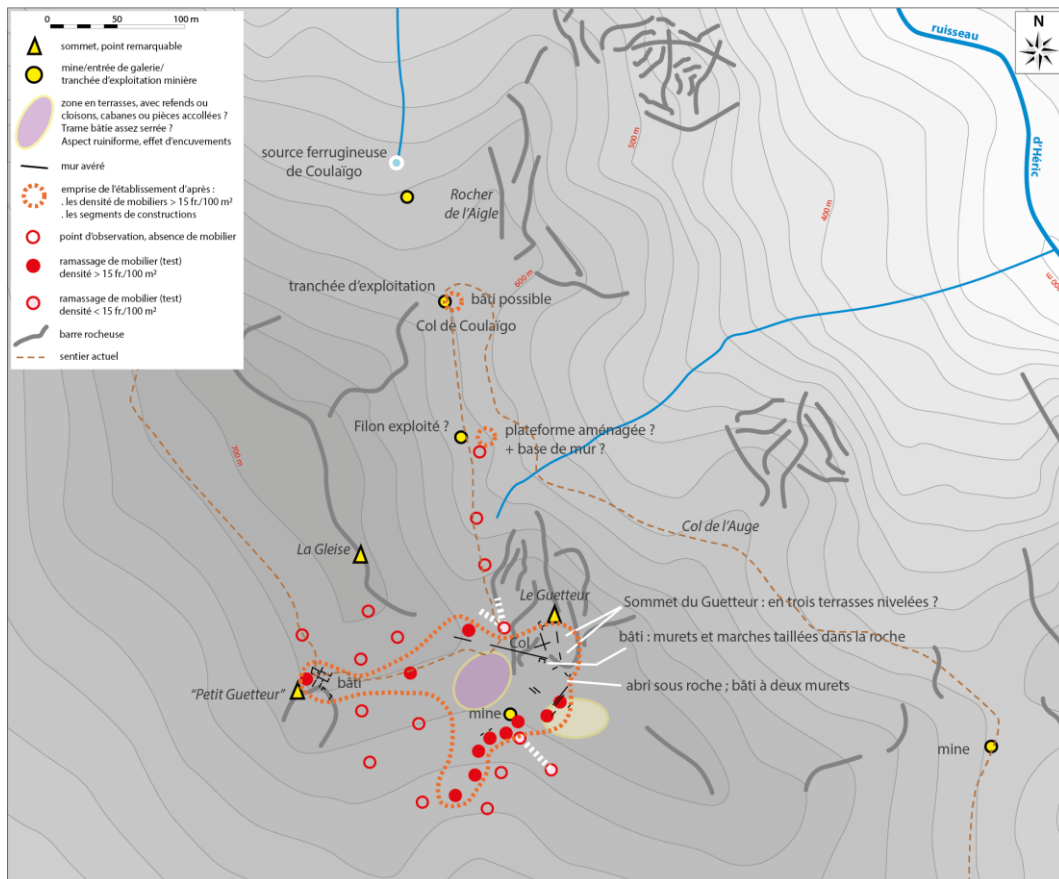 0 50 100 m
sommet, point remarquable
mine/entrée de galerie/
tranchée d'exploitation minière
zone en terrasses, avec refends ou
cloisons, cabanes ou pièces accollées ?
Trame bâtie assez serrée ?
Aspect ruiniforme, effet d'encuvements
mur avéré
emprise de l'établissement d'après :
. les densité de mobiliers > 15 fr./100 m²
. les segments de constructions
point d'observation, absence de mobilier
ramassage de mobilier (test)
densité > 15 fr./100 m²
ramassage de mobilier (test)
densité < 15 fr./100 m²
barre rocheuse
sentier actuel
N
ruisseau
d'Héric
500 m
400 m
source ferrugineuse
de Coulaïgo
Rocher
de l'Aigle
600 m
tranchée d'exploitation
bâti possible
Col de Coulaïgo
Filon exploité ?
plateforme aménagée ?
+ base de mur ?
700 m
Col de l'Auge
La Gleise
Le Guetteur
Sommet du Guetteur : en trois terrasses nivelées ?
Col
bâti : murets et marches taillées dans la roche
bâti
abri sous roche ; bâti à deux murets
"Petit Guetteur"
mine
mine